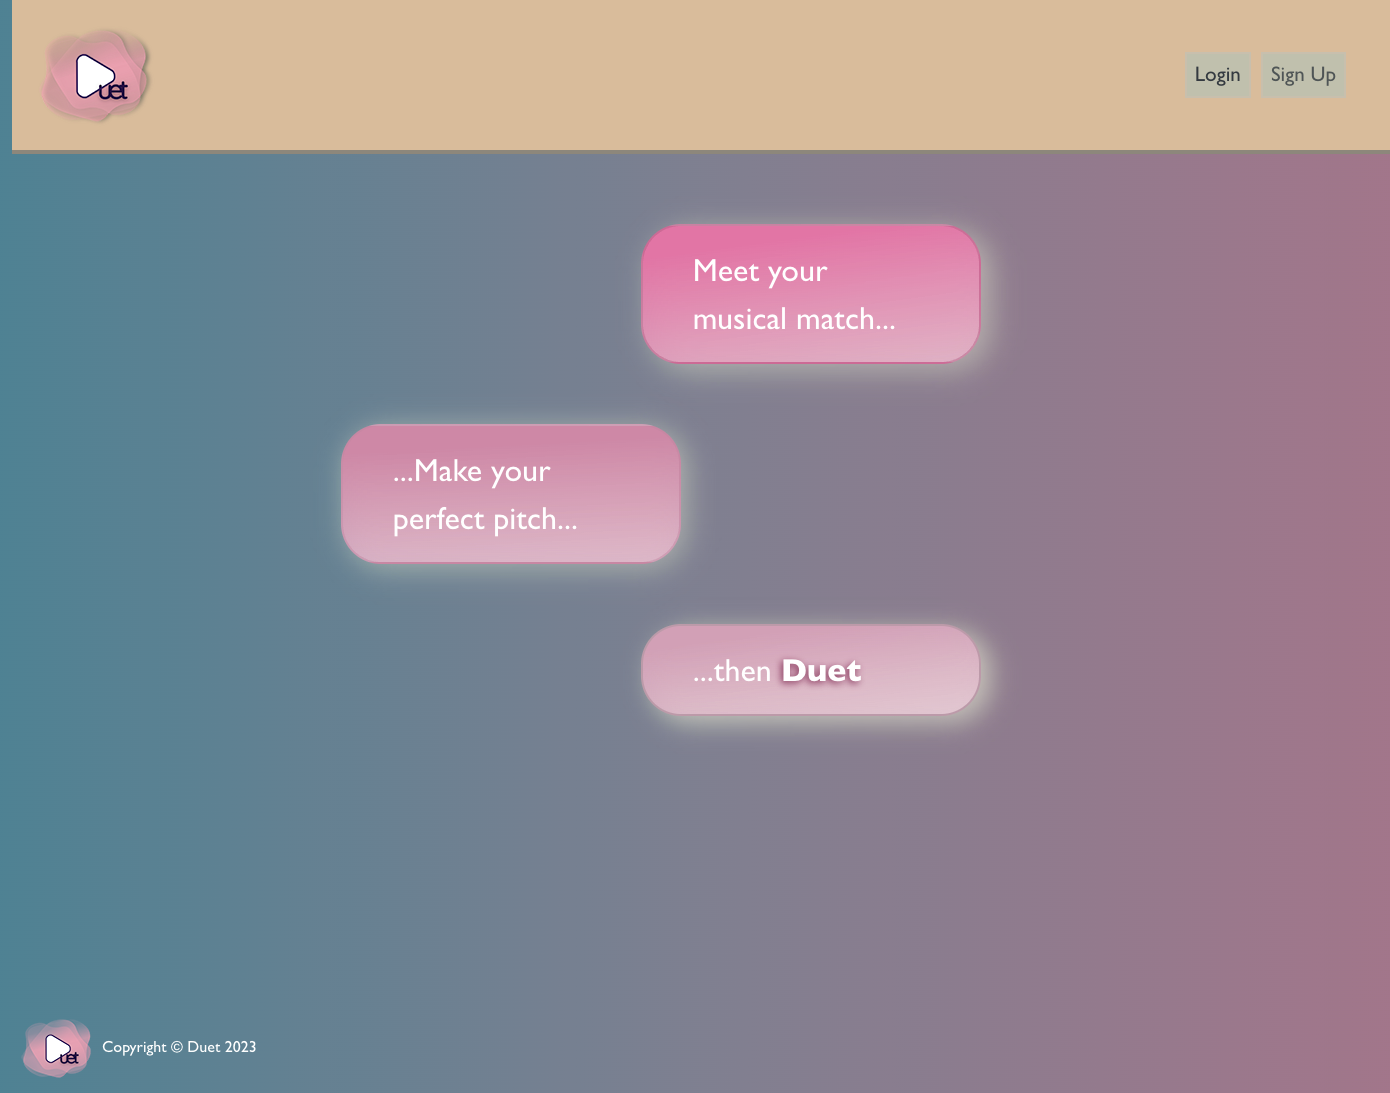 uet
Login
Sign Up
Meet your
musical match...
...Make your
perfect pitch...
...then Duet
uet
Copyright © Duet 2023